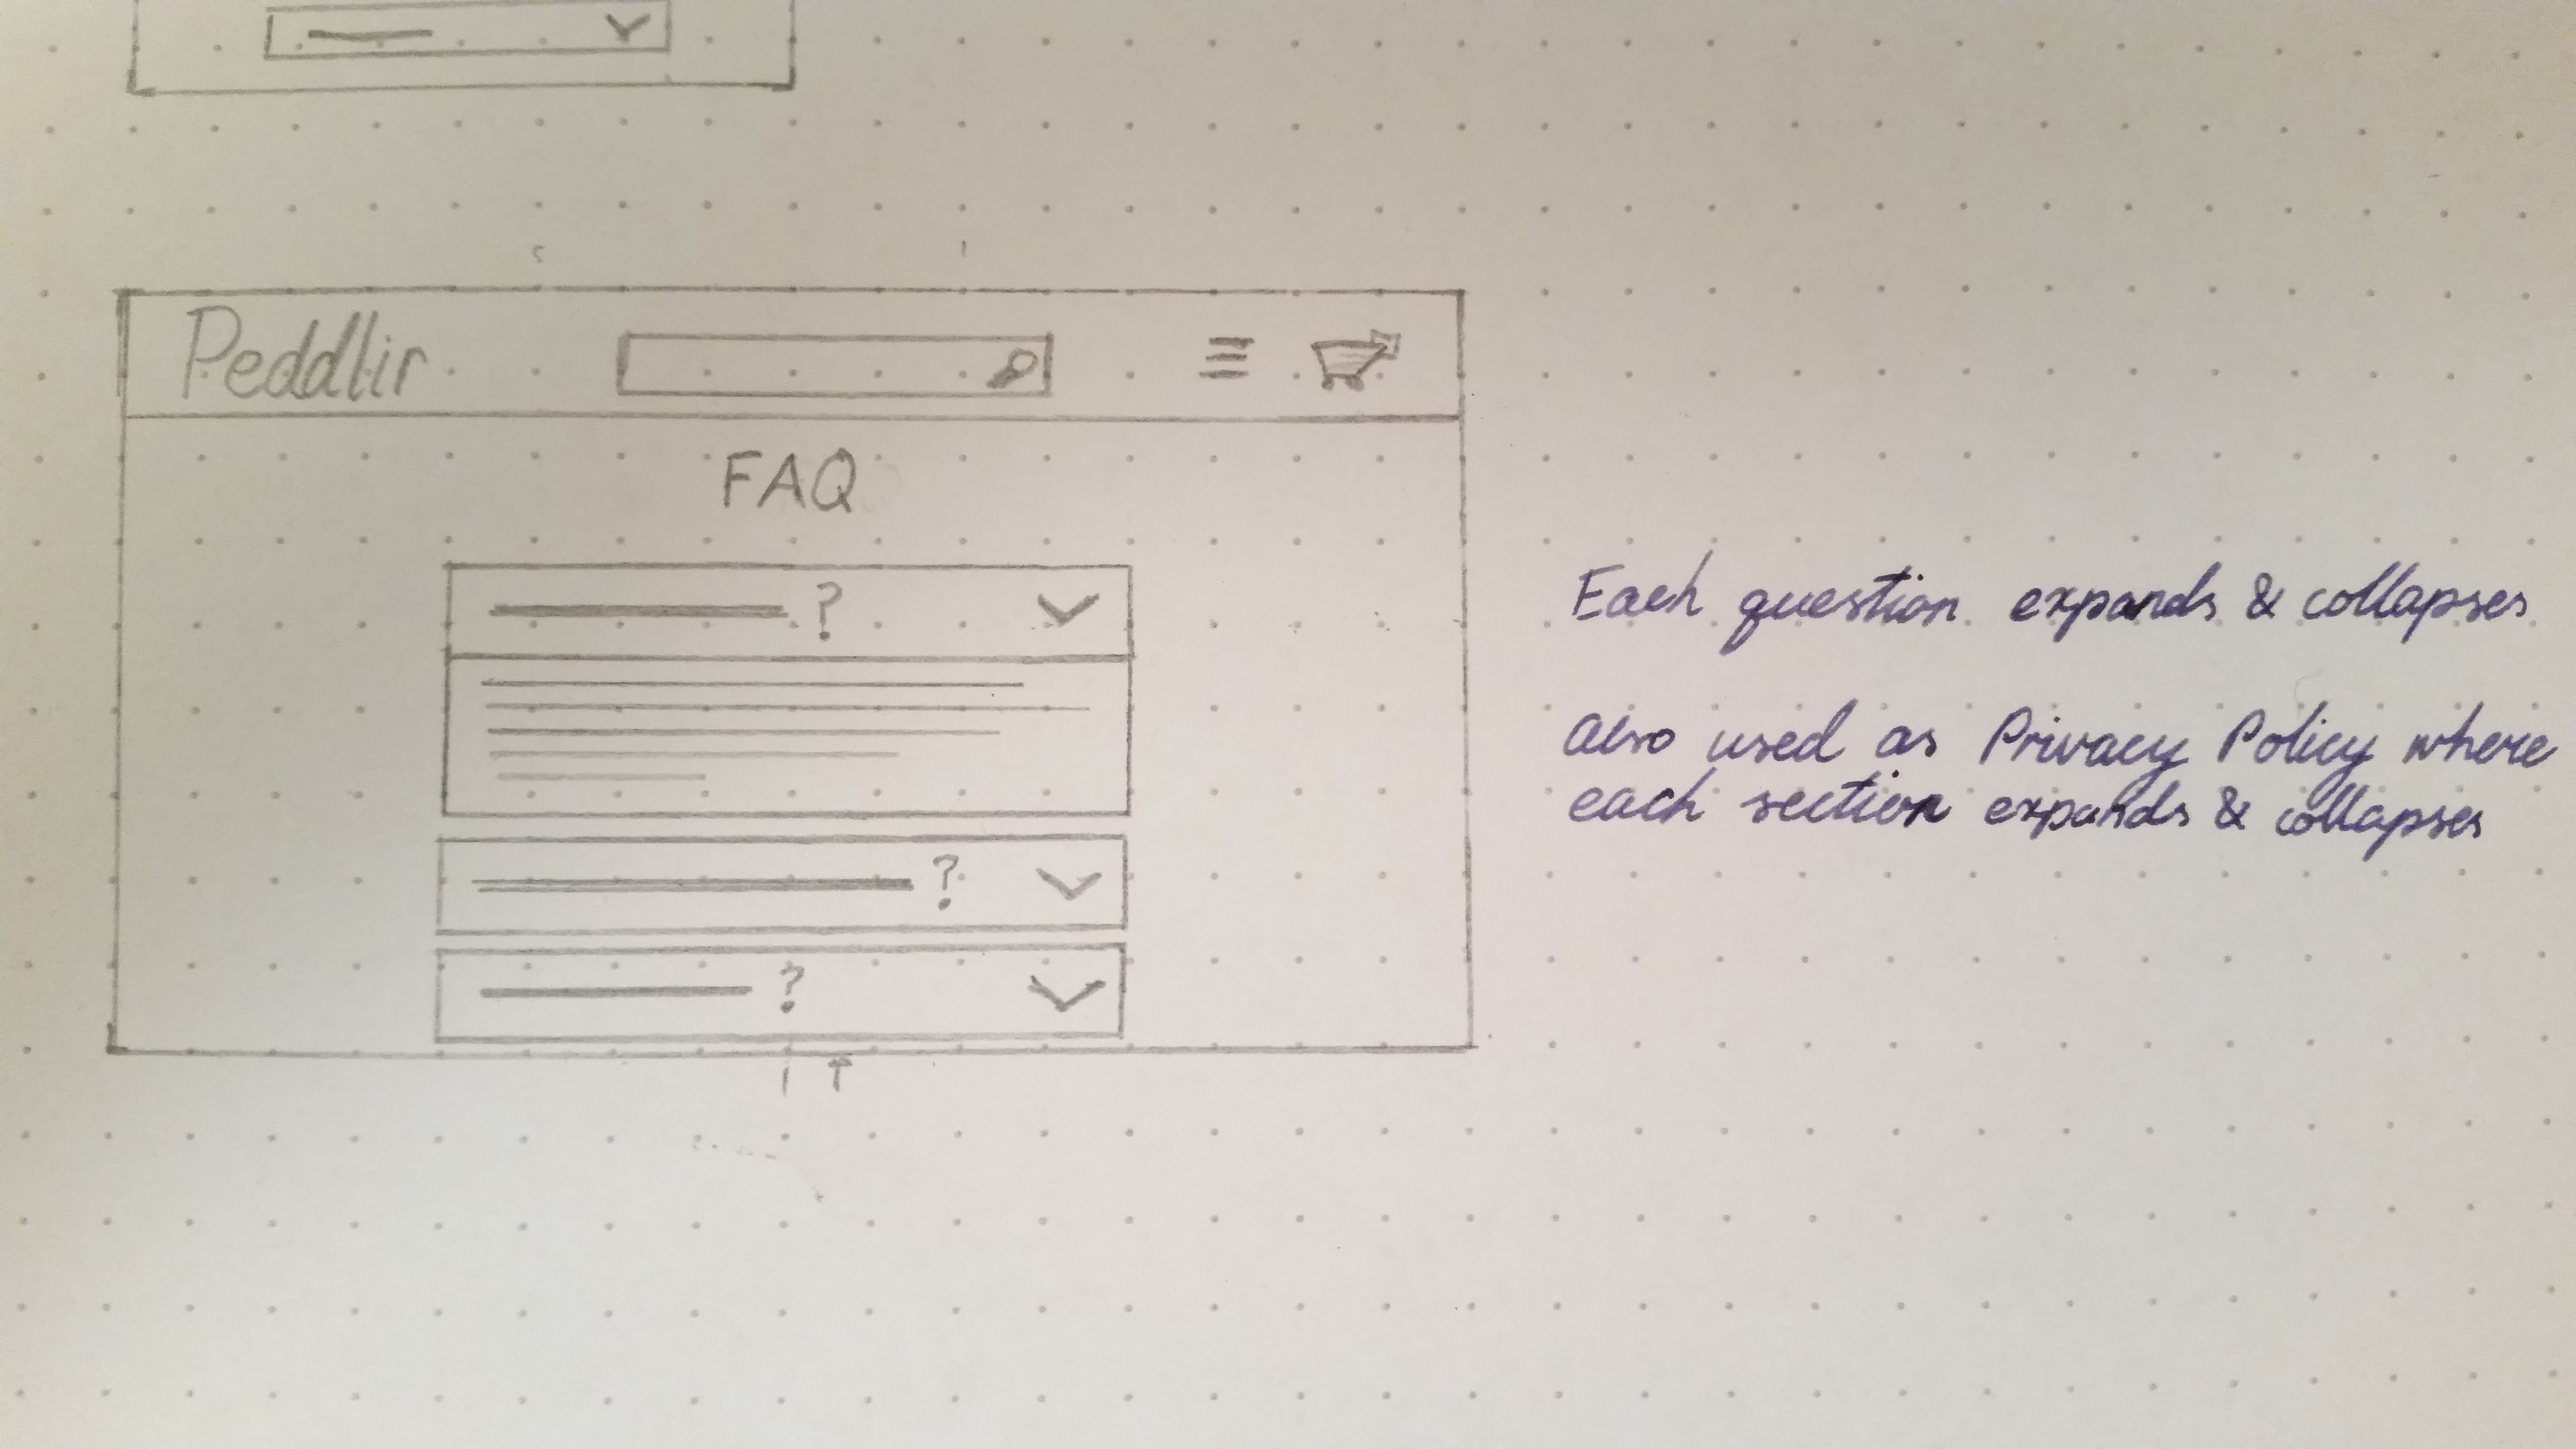 Peddlir
FAQ
?
?
?
Each question expands & collapses
Also used as Privacy Policy where
each section expands & collapses